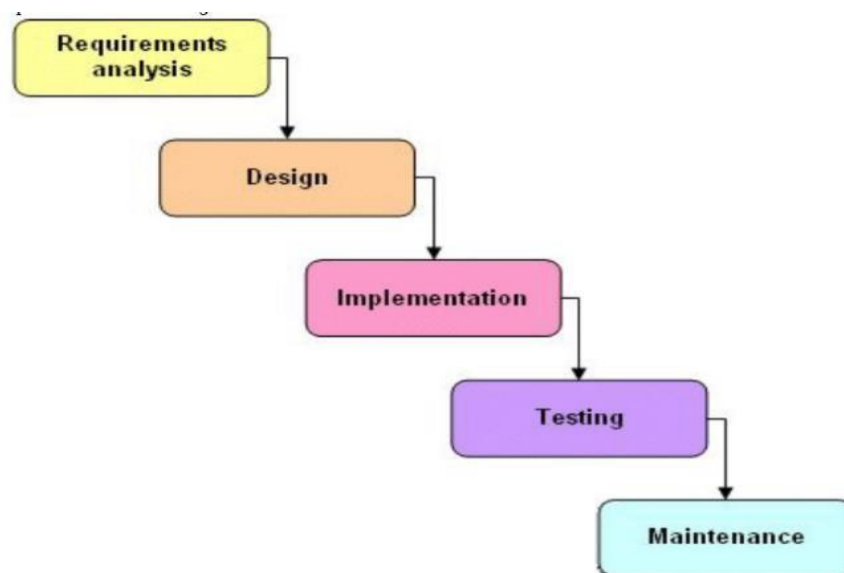 Requirements
analysis
Design
Implementation
Testing
Maintenance